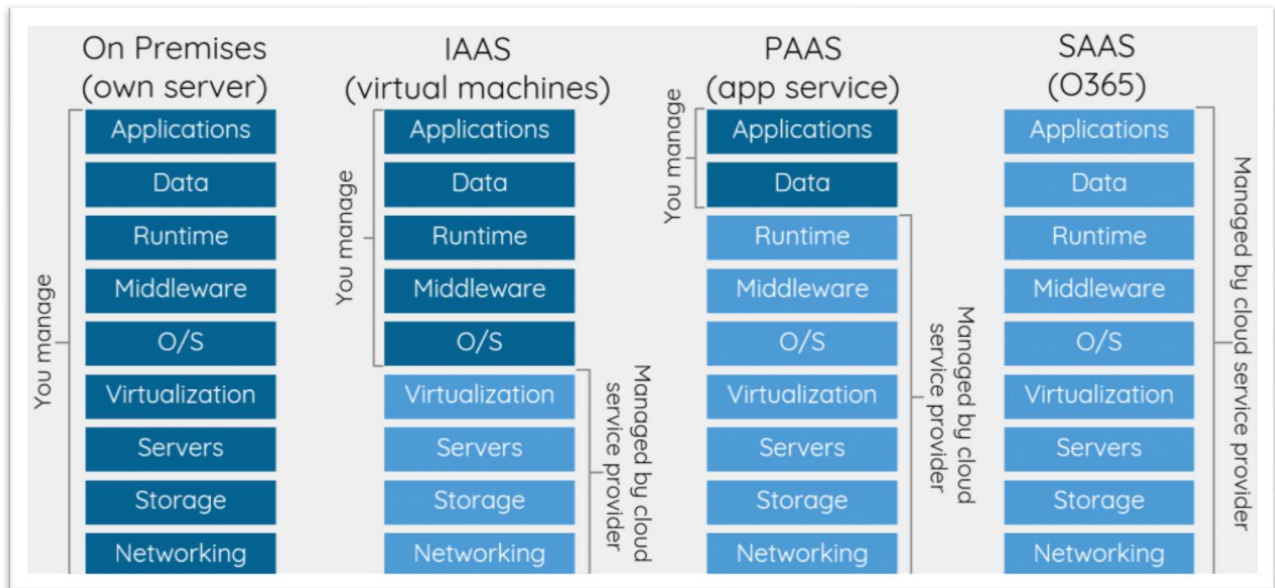 On Premises
(own server)
You manage
Applications
Data
Runtime
Middleware
O/S
Virtualization
Servers
Storage
Networking
IAAS
(virtual machines)
You manage
Applications
Data
Runtime
Middleware
O/S
Virtualization
Servers
Storage
Networking
Managed by cloud
service provider
PAAS
(app service)
You manage
Applications
Data
Runtime
Middleware
O/S
Virtualization
Servers
Storage
Networking
Managed by cloud
service provider
SAAS
(O365)
Applications
Data
Runtime
Middleware
O/S
Virtualization
Servers
Storage
Networking
Managed by cloud service provider